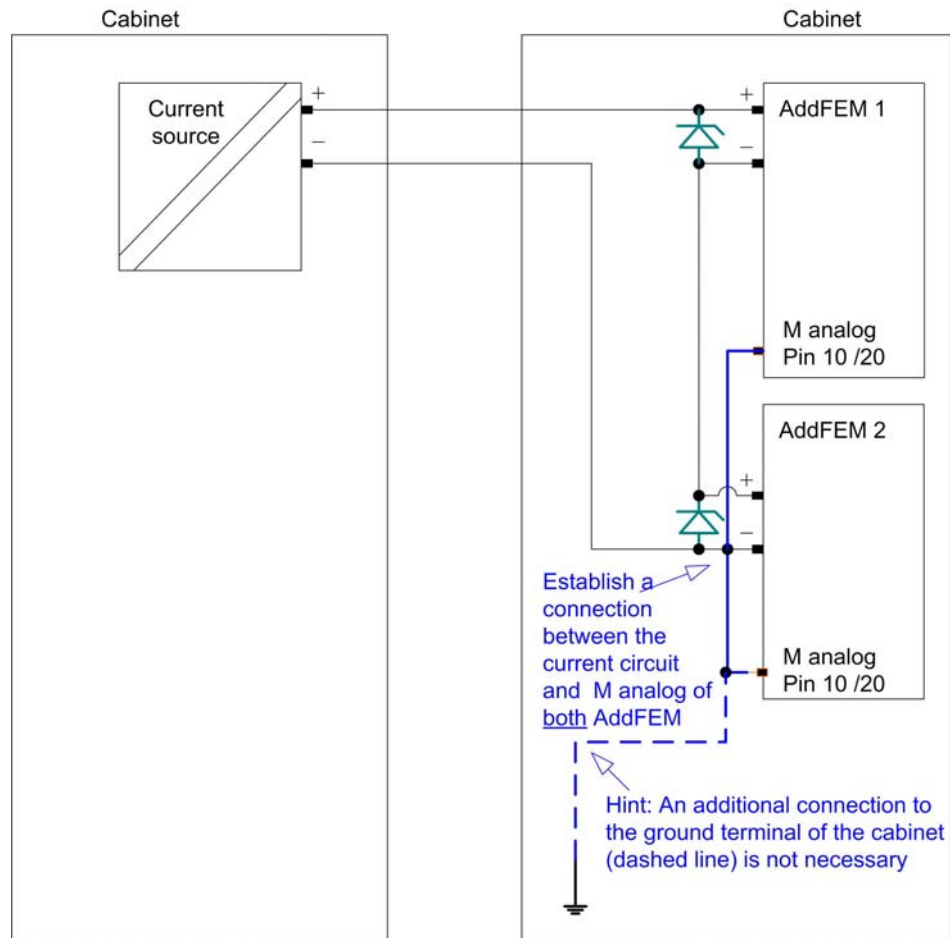 Cabinet
Cabinet
Current
source
+
−
+
AddFEM 1
−
M analog
Pin 10 /20
AddFEM 2
+
−
Establish a
connection
between the
current circuit
and M analog of
both AddFEM
M analog
Pin 10 /20
Hint: An additional connection to
the ground terminal of the cabinet
(dashed line) is not necessary